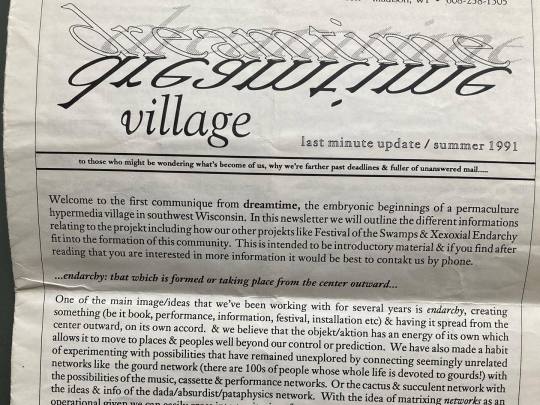 Madison, WI • 608-258-1305
dreamtime
dreamtime
village
last minute update / summer 1991
to those who might be wondering what's become of us, why we're farther past deadlines & fuller of unanswered mail.....
Welcome to the first communique from dreamtime, the embryonic beginnings of a permaculture
hypermedia village in southwest Wisconsin. In this newsletter we will outline the different informations
relating to the projekt including how our other projekts like Festival of the Swamps & Xexoxial Endarchy
fit into the formation of this community. This is intended to be introductory material & if you find after
reading that you are interested in more information it would be best to contakt us by phone.
...endarchy: that which is formed or taking place from the center outward...
One of the main image/ideas that we've been working with for several years is endarchy, creating
something (be it book, performance, information, festival, installation etc) & having it spread from the
center outward, on its own accord. & we believe that the objekt/aktion has an energy of its own which
allows it to move to places & peoples well beyond our control or prediction. We have also made a habit
of experimenting with possibilities that have remained unexplored by connecting seemingly unrelated
networks like the gourd network (there are 100s of people whose whole life is devoted to gourds!) with
the possibilities of the music, cassette & performance networks. Or the cactus & succulent network with
the ideas & info of the dada/absurdist/pataphysics network. With the idea of matrixing networks as an